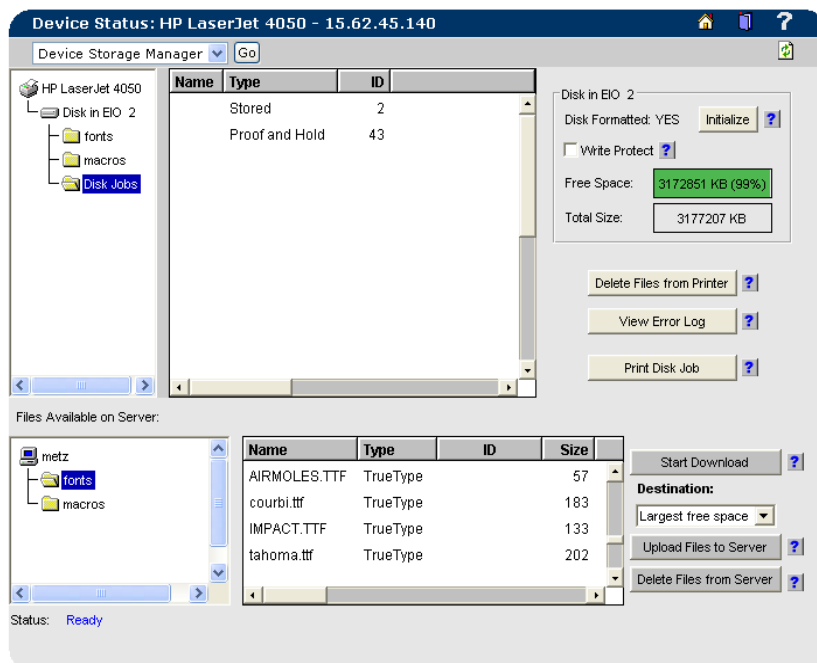 Device Status: HP LaserJet 4050 - 15.62.45.140
?
Device Storage Manager Go
HP LaserJet 4050
Disk in EIO 2
fonts
macros
Disk Jobs
Name Type ID
Stored 2
Proof and Hold 43
Disk in EIO 2
Disk Formatted: YES Initialize ?
Write Protect ?
Free Space: 3172851 KB (99%)
Total Size: 3177207 KB
Delete Files from Printer ?
View Error Log ?
Print Disk Job ?
Files Available on Server:
metz
fonts
macros
Name Type ID Size
AIRMOLES.TTF TrueType 57
courbi.ttf TrueType 183
IMPACT.TTF TrueType 133
tahoma.ttf TrueType 202
Start Download ?
Destination:
Largest free space
Upload Files to Server ?
Delete Files from Server ?
Status: Ready